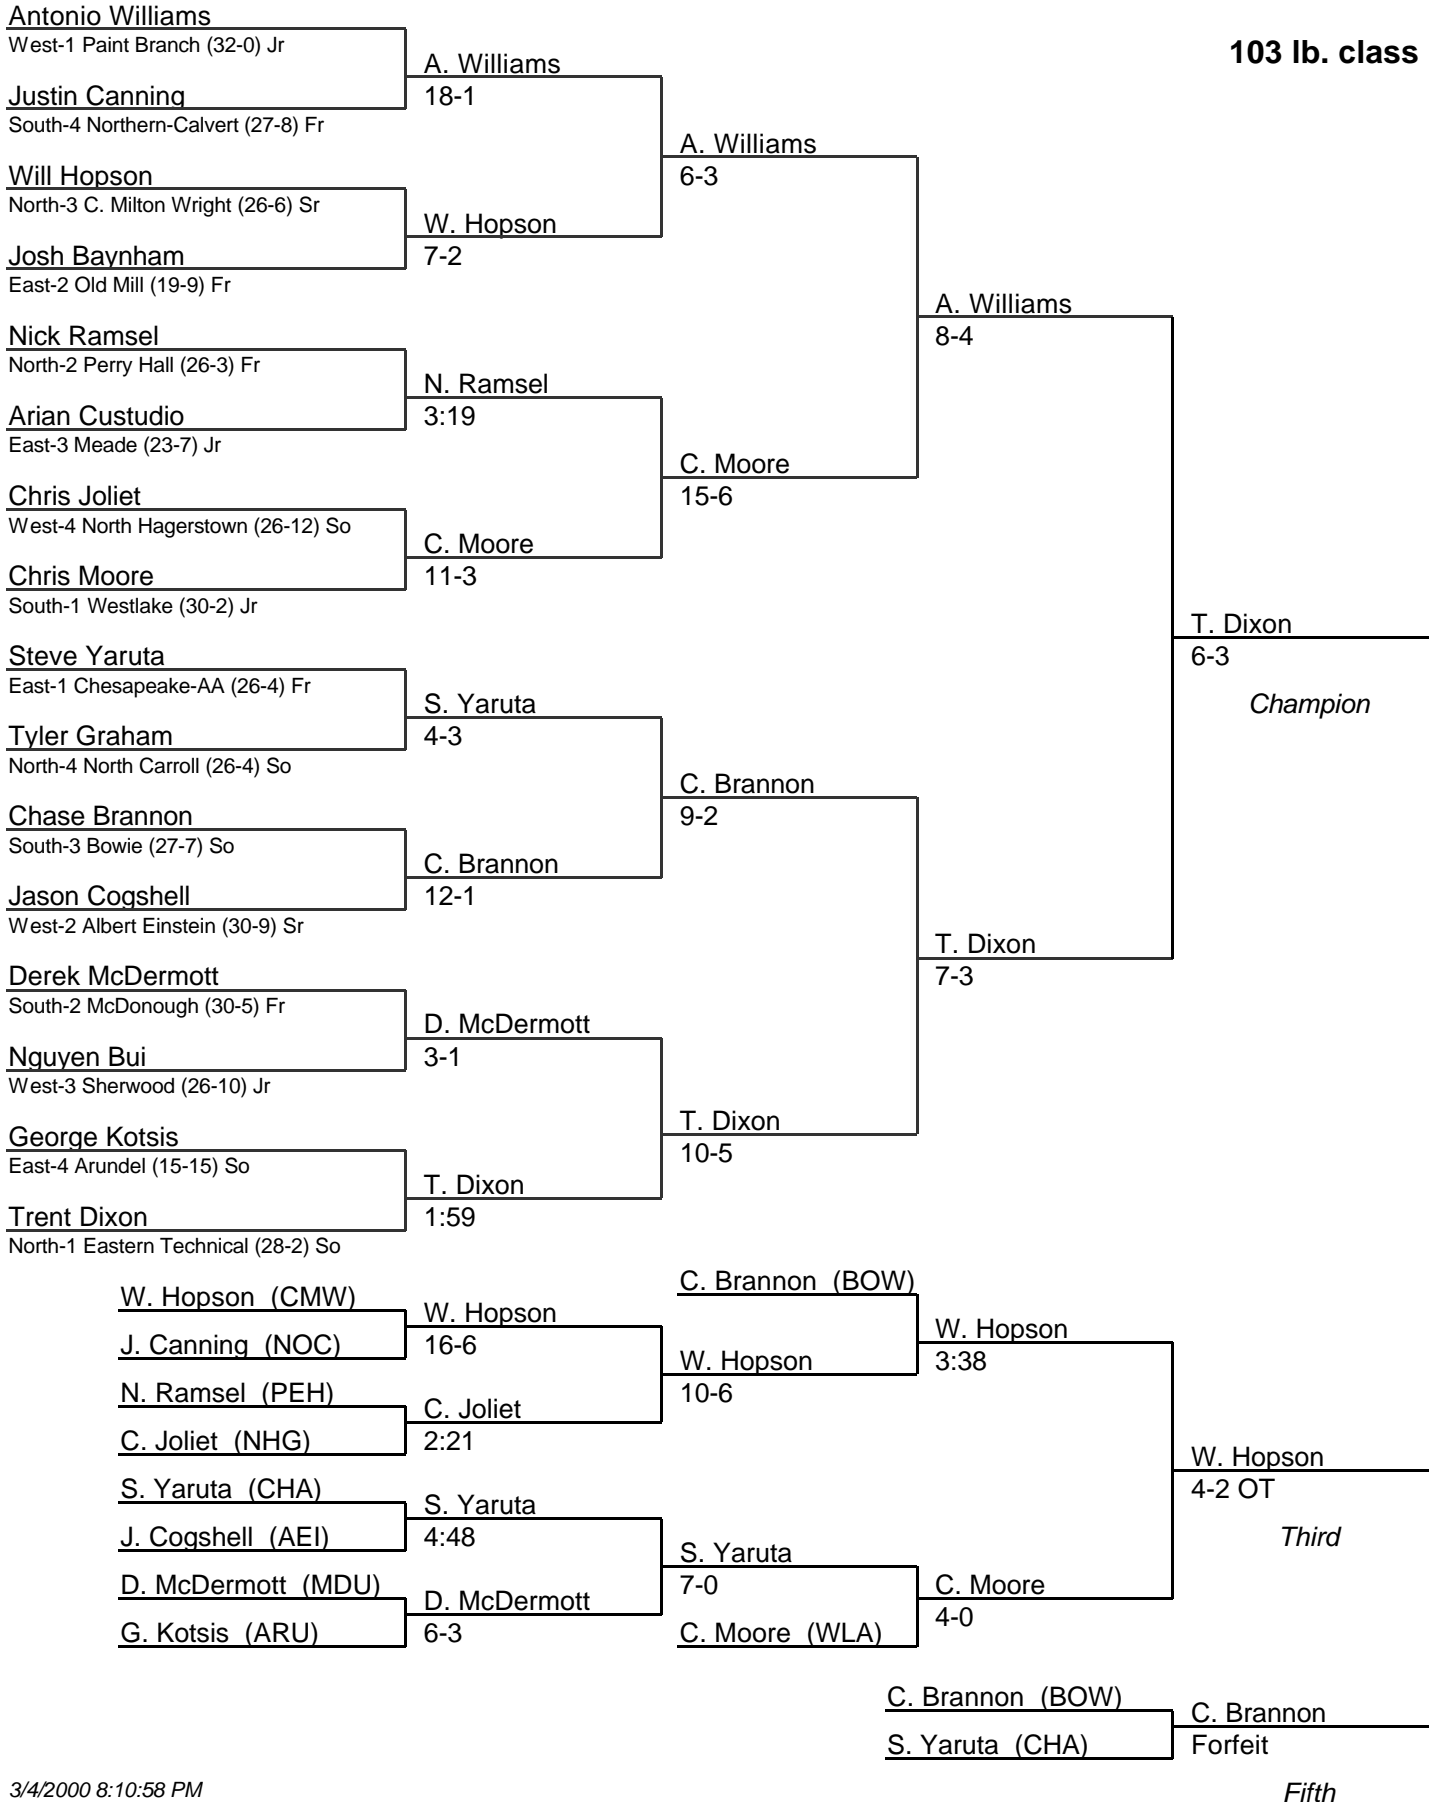 Antonio Williams
West-1 Paint Branch (32-0) Jr
103 lb. class
A. Williams
18-1
Justin Canning
South-4 Northern-Calvert (27-8) Fr
A. Williams
6-3
Will Hopson
North-3 C. Milton Wright (26-6) Sr
W. Hopson
7-2
Josh Baynham
East-2 Old Mill (19-9) Fr
A. Williams
8-4
Nick Ramsel
North-2 Perry Hall (26-3) Fr
N. Ramsel
3:19
Arian Custudio
East-3 Meade (23-7) Jr
C. Moore
15-6
Chris Joliet
West-4 North Hagerstown (26-12) So
C. Moore
11-3
Chris Moore
South-1 Westlake (30-2) Jr
T. Dixon
6-3
Champion
Steve Yaruta
East-1 Chesapeake-AA (26-4) Fr
S. Yaruta
4-3
Tyler Graham
North-4 North Carroll (26-4) So
C. Brannon
9-2
Chase Brannon
South-3 Bowie (27-7) So
C. Brannon
12-1
Jason Cogshell
West-2 Albert Einstein (30-9) Sr
T. Dixon
7-3
Derek McDermott
South-2 McDonough (30-5) Fr
D. McDermott
3-1
Nguyen Bui
West-3 Sherwood (26-10) Jr
T. Dixon
10-5
George Kotsis
East-4 Arundel (15-15) So
T. Dixon
1:59
Trent Dixon
North-1 Eastern Technical (28-2) So
C. Brannon (BOW)
W. Hopson (CMW)
W. Hopson
16-6
J. Canning (NOC)
W. Hopson
3:38
W. Hopson
10-6
N. Ramsel (PEH)
C. Joliet
2:21
C. Joliet (NHG)
W. Hopson
4-2 OT
Third
S. Yaruta (CHA)
S. Yaruta
4:48
J. Cogshell (AEI)
S. Yaruta
7-0
D. McDermott (MDU)
D. McDermott
6-3
G. Kotsis (ARU)
C. Moore
4-0
C. Moore (WLA)
C. Brannon (BOW)
C. Brannon
Forfeit
S. Yaruta (CHA)
3/4/2000 8:10:58 PM
Fifth